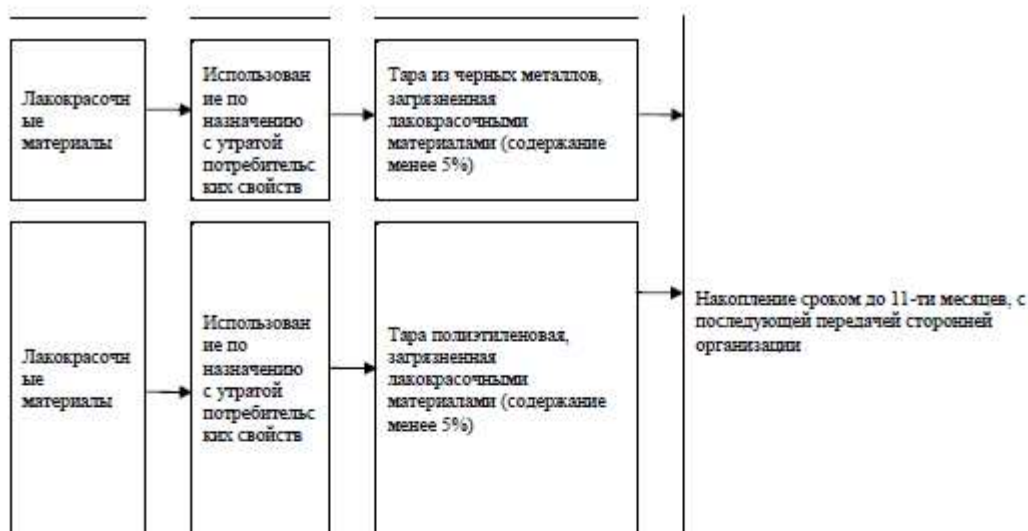 Лакокрасочн
ые
материалы
Использован
ие по
назначению
с утратой
потребительс
ких свойств
Тара из черных металлов,
загрязненная
лакокрасочными
материалами (содержание
менее 5%)
Лакокрасочн
ые
материалы
Использован
ие по
назначению
с утратой
потребительс
ких свойств
Тара полиэтиленовая,
загрязненная
лакокрасочными
материалами (содержание
менее 5%)
Накопление сроком до 11-ти месяцев, с
последующей передачей сторонней
организации